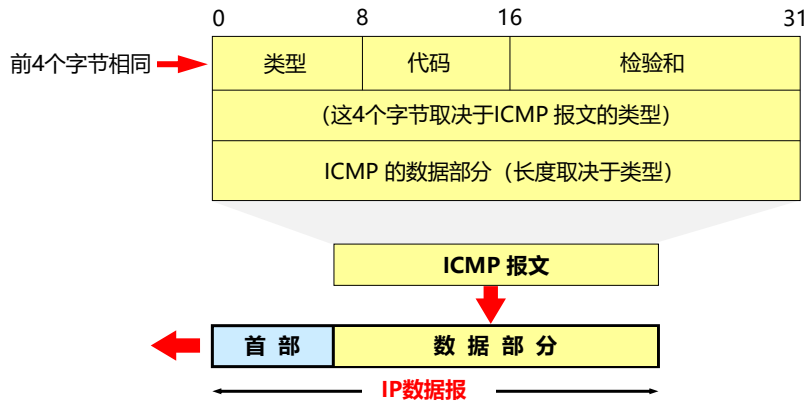 0 8 16 31
前4个字节相同 类型 代码 检验和
(这4个字节取决于ICMP 报文的类型)
ICMP 的数据部分 (长度取决于类型)
ICMP 报文
首 部 数 据 部 分
IP数据报